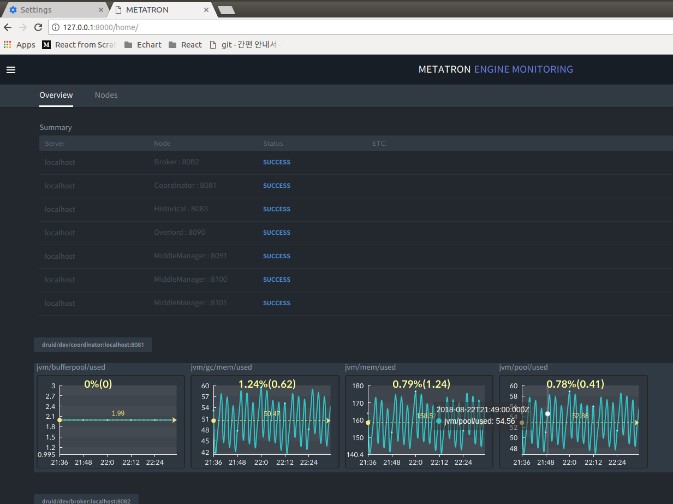 Settings
METATRON
127.0.0.1:8000/home/
Apps
React from Scra
Echart
React
git - 간편 안내서
METATRON ENGINE MONITORING
Overview Nodes
Summary
Server Node Status ETC.
localhost Broker : 8082 SUCCESS
localhost Coordinator : 8081 SUCCESS
localhost Historical : 8083 SUCCESS
localhost Overlord : 8090 SUCCESS
localhost MiddleManager : 8091 SUCCESS
localhost MiddleManager : 8100 SUCCESS
localhost MiddleManager : 8101 SUCCESS
druid/dev/coordinator:localhost:8081
jvm/bufferpool/used
0%(0)
3
2.7
2.4
2.1
1.8
1.5
1.2
0.995
1.99
21:36 21:48 22:0 22:12 22:24
jvm/gc/mem/used
1.24%(0.62)
60
57
54
51
48
45
42
50.47
21:36 21:48 22:0 22:12 22:24
jvm/mem/used
0.79%(1.24)
180
170
160
150
140.4
21:36 21:48 22:0 22:12 22:24
2018-08-22T21:49:00.000Z
jvm/pool/used: 54.56
jvm/pool/used
0.78%(0.41)
60
58
56
52
50
48
21:36 21:48 22:0 22:12 22:24
druid/dev/broker:localhost:8082